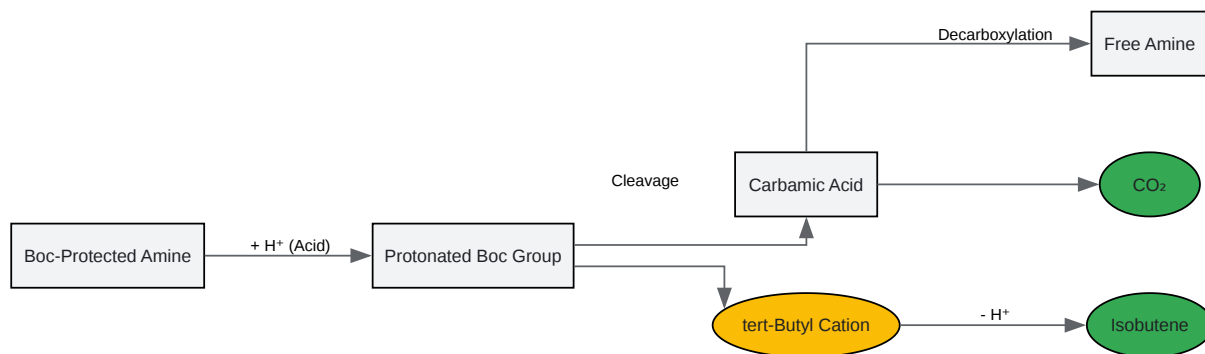 Decarboxylation
Free Amine
Cleavage
Carbamic Acid
CO₂
Boc-Protected Amine
+ H⁺ (Acid)
Protonated Boc Group
tert-Butyl Cation
- H⁺
Isobutene